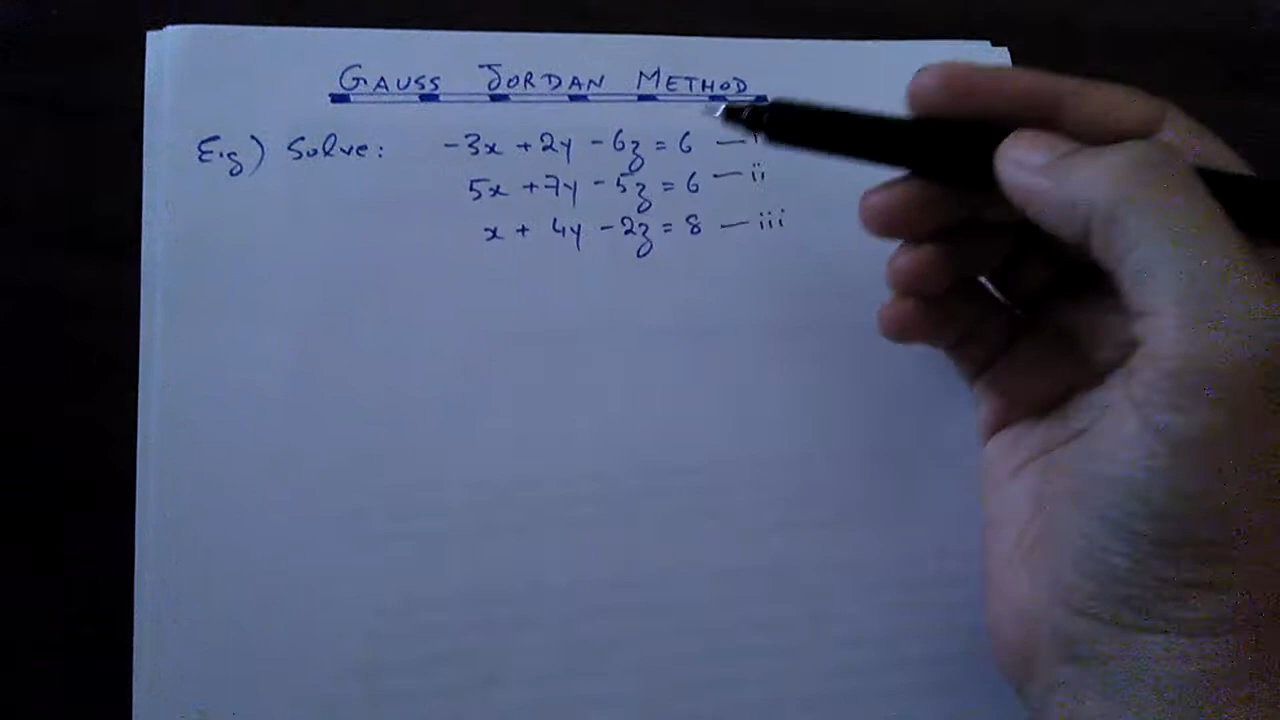 GAUSS JORDAN METHOD
E.g) Solve: -3x + 2y - 6z = 6 — i
5x + 7y - 5z = 6 — ii
x + 4y - 2z = 8 — iii